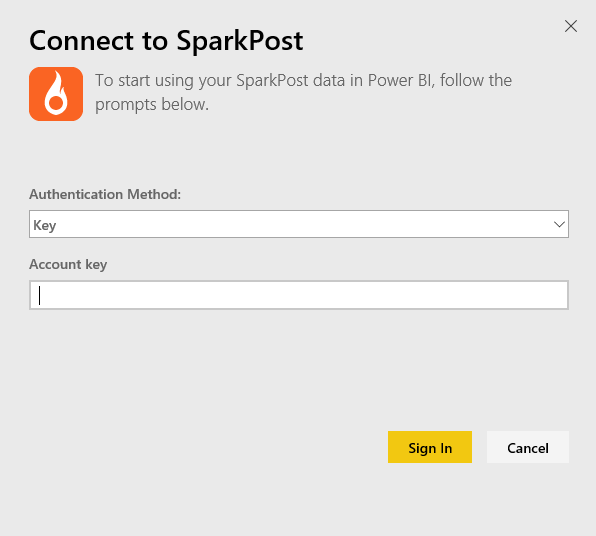 Connect to SparkPost
To start using your SparkPost data in Power BI, follow the
prompts below.
Authentication Method:
Key
Account key
Sign In
Cancel